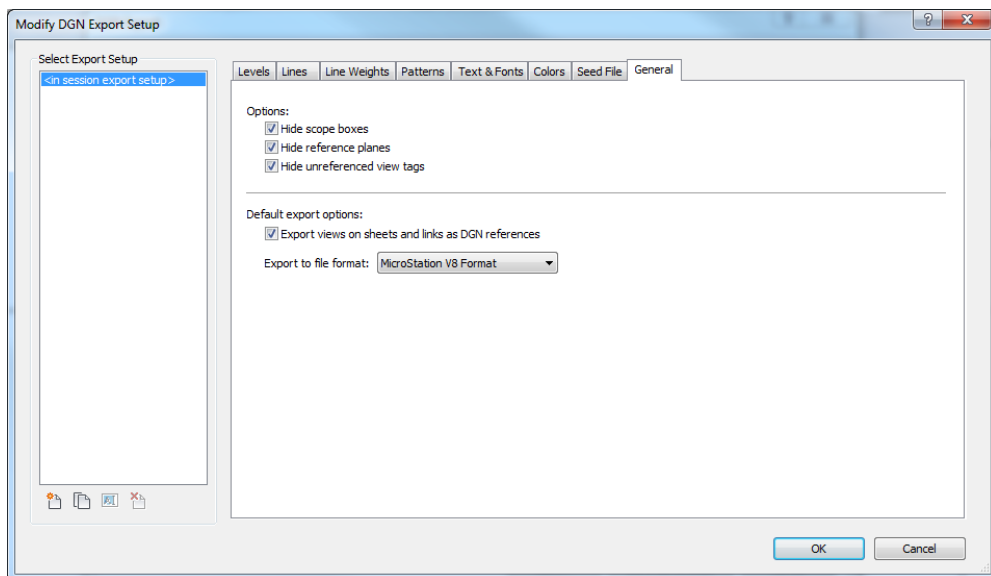 Modify DGN Export Setup
Select Export Setup
<in session export setup>
Levels Lines Line Weights Patterns Text & Fonts Colors Seed File General
Options:
Hide scope boxes
Hide reference planes
Hide unreferenced view tags
Default export options:
Export views on sheets and links as DGN references
Export to file format: MicroStation V8 Format
OK Cancel